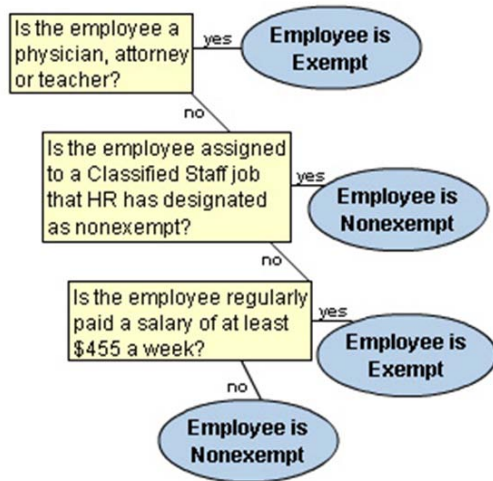 Is the employee a
physician, attorney
or teacher?
yes
Employee is
Exempt
no
Is the employee assigned
to a Classified Staff job
that HR has designated
as nonexempt?
yes
Employee is
Nonexempt
no
Is the employee regularly
paid a salary of at least
$455 a week?
yes
Employee is
Exempt
no
Employee is
Nonexempt